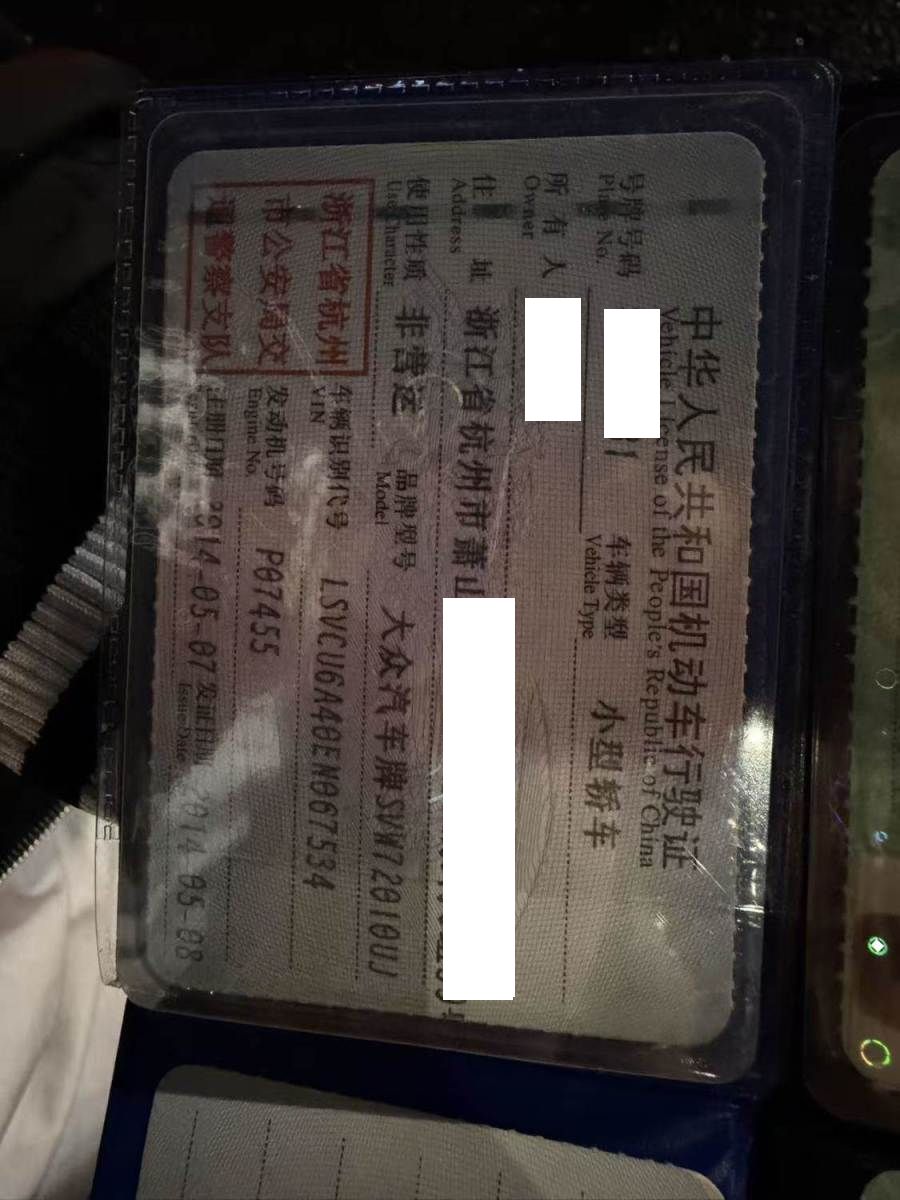 中华人民共和国机动车行驶证
Vehicle License of the People's Republic of China
号牌号码 车辆类型 小型轿车
Plate No. Vehicle Type
所有人
Owner
住址 浙江省杭州市萧山
Address
使用性质 非营运 品牌型号 大众汽车牌SVW72010UJ
Use Character Model
浙江省杭州
市公安局交
通警察支队
车辆识别代号 LSVCU6A40EN067534
VIN
发动机号码 P07455
Engine No.
注册日期 2014-05-07 发证日期 2014-05-08
Issue Date